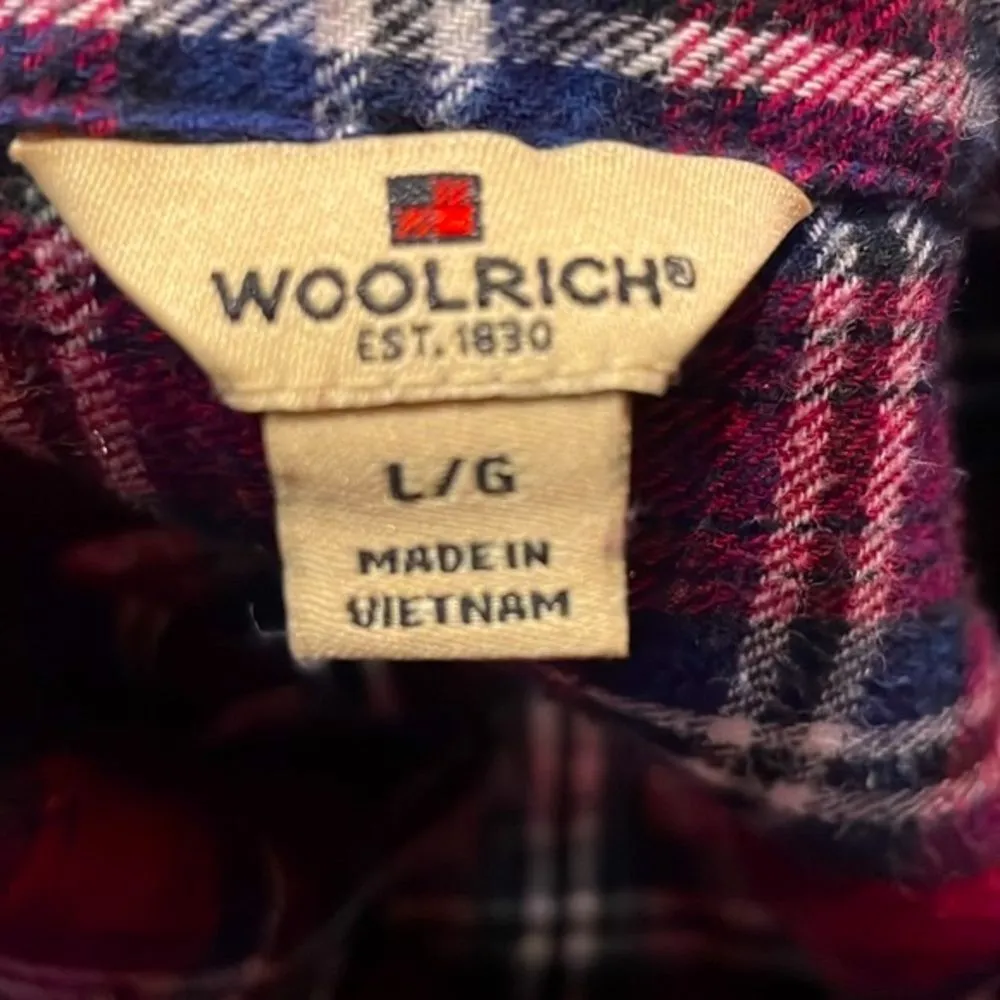 WOOLRICH®
EST. 1830
L/G
MADE IN
VIETNAM